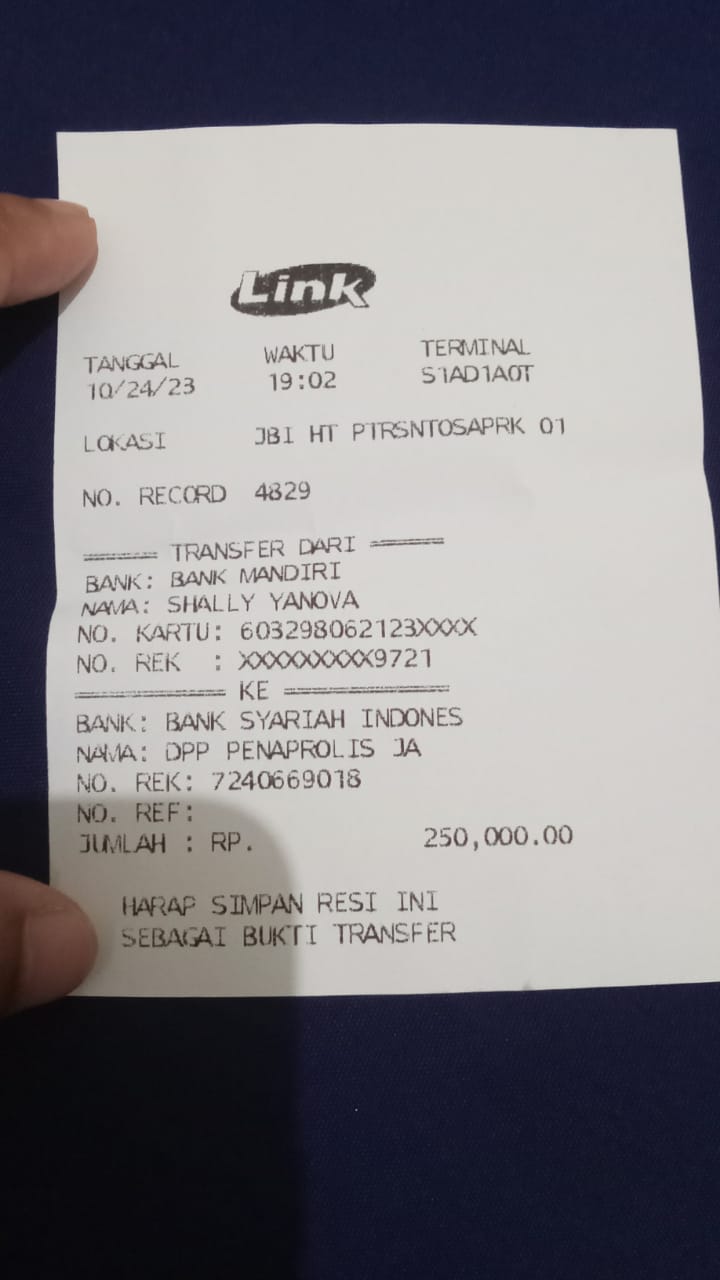 Link
TANGGAL WAKTU TERMINAL
10/24/23 19:02 S1AD1A0T
LOKASI JBI HT PTRSNTOSAPRK 01
NO. RECORD 4829
===== TRANSFER DARI =====
BANK: BANK MANDIRI
NAMA: SHALLY YANOVA
NO. KARTU: 603298062123XXXX
NO. REK : XXXXXXXXX9721
========== KE ===========
BANK: BANK SYARIAH INDONES
NAMA: DPP PENAPROLIS JA
NO. REK: 7240669018
NO. REF:
JUMLAH : RP. 250,000.00
HARAP SIMPAN RESI INI
SEBAGAI BUKTI TRANSFER